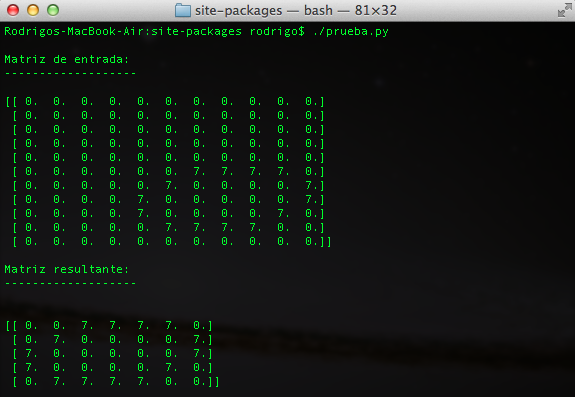 site-packages — bash — 81×32
Rodrigos-MacBook-Air:site-packages rodrigo$ ./prueba.py
Matriz de entrada:
-------------------
[[ 0.  0.  0.  0.  0.  0.  0.  0.  0.  0.  0.]
 [ 0.  0.  0.  0.  0.  0.  0.  0.  0.  0.  0.]
 [ 0.  0.  0.  0.  0.  0.  0.  0.  0.  0.  0.]
 [ 0.  0.  0.  0.  0.  0.  0.  0.  0.  0.  0.]
 [ 0.  0.  0.  0.  0.  0.  0.  0.  0.  0.  0.]
 [ 0.  0.  0.  0.  0.  0.  7.  7.  7.  7.  0.]
 [ 0.  0.  0.  0.  0.  7.  0.  0.  0.  0.  7.]
 [ 0.  0.  0.  0.  7.  0.  0.  0.  0.  0.  7.]
 [ 0.  0.  0.  0.  7.  0.  0.  0.  0.  7.  0.]
 [ 0.  0.  0.  0.  0.  7.  7.  7.  7.  0.  0.]
 [ 0.  0.  0.  0.  0.  0.  0.  0.  0.  0.  0.]]
Matriz resultante:
-------------------
[[ 0.  0.  7.  7.  7.  7.  0.]
 [ 0.  7.  0.  0.  0.  0.  7.]
 [ 7.  0.  0.  0.  0.  0.  7.]
 [ 7.  0.  0.  0.  0.  7.  0.]
 [ 0.  7.  7.  7.  7.  0.  0.]]